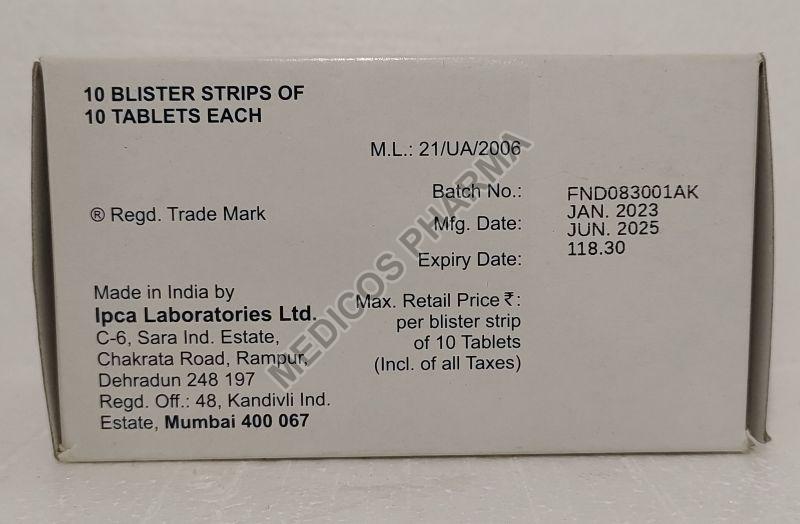 10 BLISTER STRIPS OF
10 TABLETS EACH
® Regd. Trade Mark
Made in India by
Ipca Laboratories Ltd.
C-6, Sara Ind. Estate,
Chakrata Road, Rampur,
Dehradun 248 197
Regd. Off.: 48, Kandivli Ind.
Estate, Mumbai 400 067
M.L.: 21/UA/2006
Batch No.:
Mfg. Date:
Expiry Date:
Max. Retail Price ₹:
per blister strip
of 10 Tablets
(Incl. of all Taxes)
FND083001AK
JAN. 2023
JUN. 2025
118.30
MEDICOS PHARMA